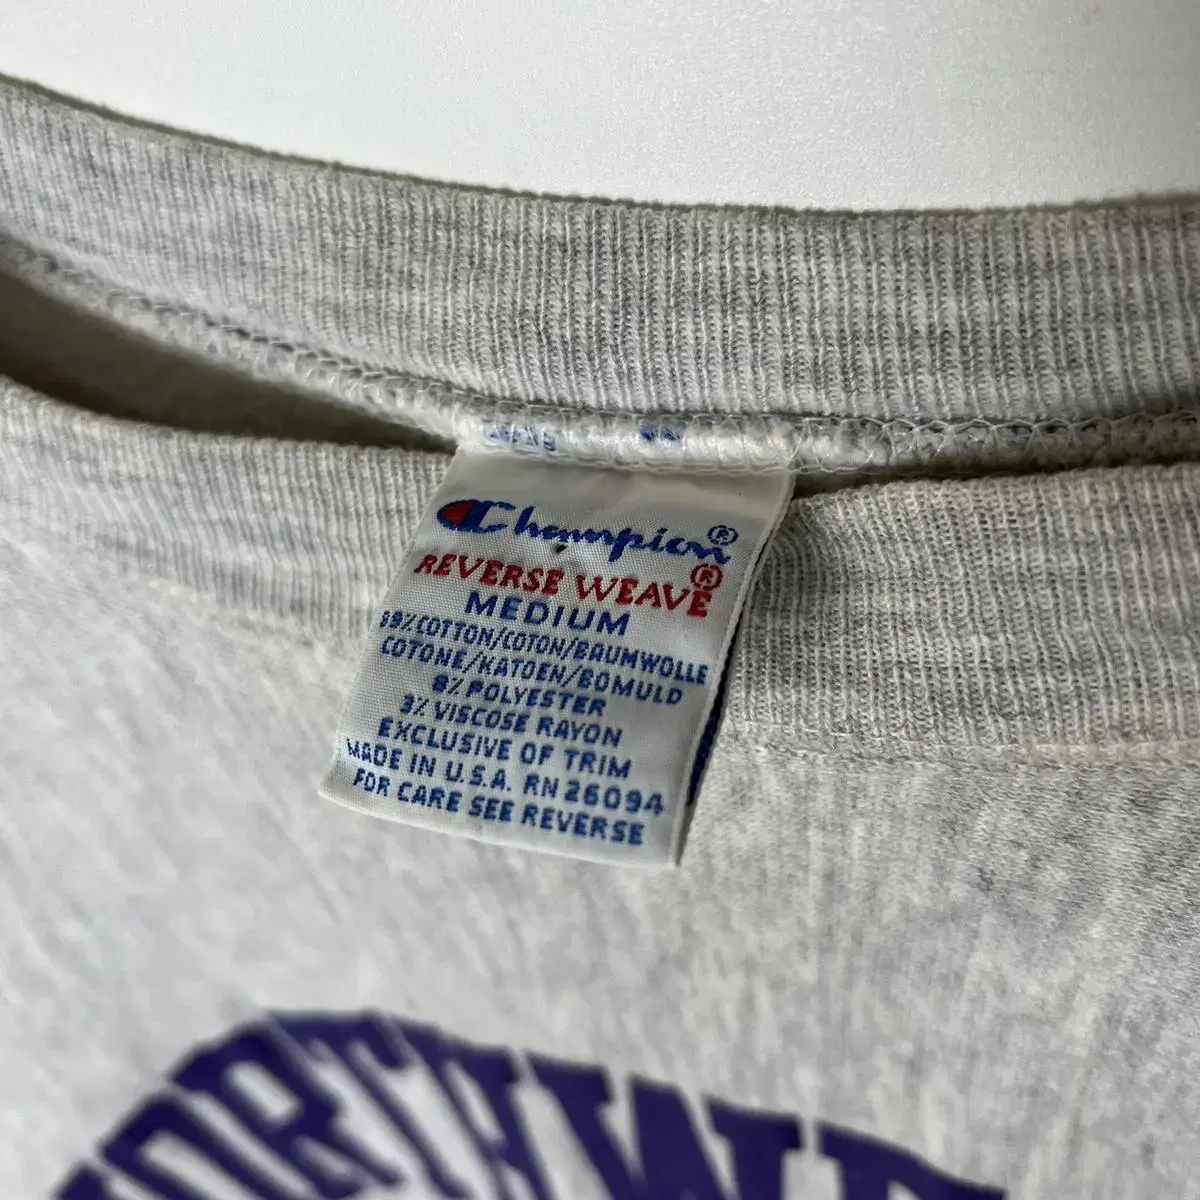 Champion®
REVERSE WEAVE®
MEDIUM
89% COTTON/COTON/BAUMWOLLE
COTONE/KATOEN/BOMULD
8% POLYESTER
3% VISCOSE RAYON
EXCLUSIVE OF TRIM
MADE IN U.S.A. RN 26094
FOR CARE SEE REVERSE
NORTHWE